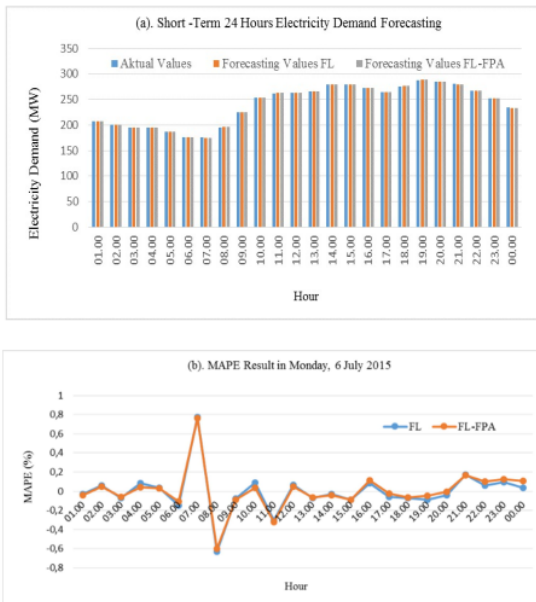 (a). Short -Term 24 Hours Electricity Demand Forecasting
350
Aktual Values Forecasting Values FL Forecasting Values FL-FPA
300
250
200
150
100
50
0
Electricity Demand (MW)
01.00 02.00 03.00 04.00 05.00 06.00 07.00 08.00 09.00 10.00 11.00 12.00 13.00 14.00 15.00 16.00 17.00 18.00 19.00 20.00 21.00 22.00 23.00 00.00
Hour
(b). MAPE Result in Monday, 6 July 2015
1
0,8
FL FL-FPA
0,6
0,4
0,2
0
-0,2
-0,4
-0,6
-0,8
MAPE (%)
01.00 02.00 03.00 04.00 05.00 06.00 07.00 08.00 09.00 10.00 11.00 12.00 13.00 14.00 15.00 16.00 17.00 18.00 19.00 20.00 21.00 22.00 23.00 00.00
Hour